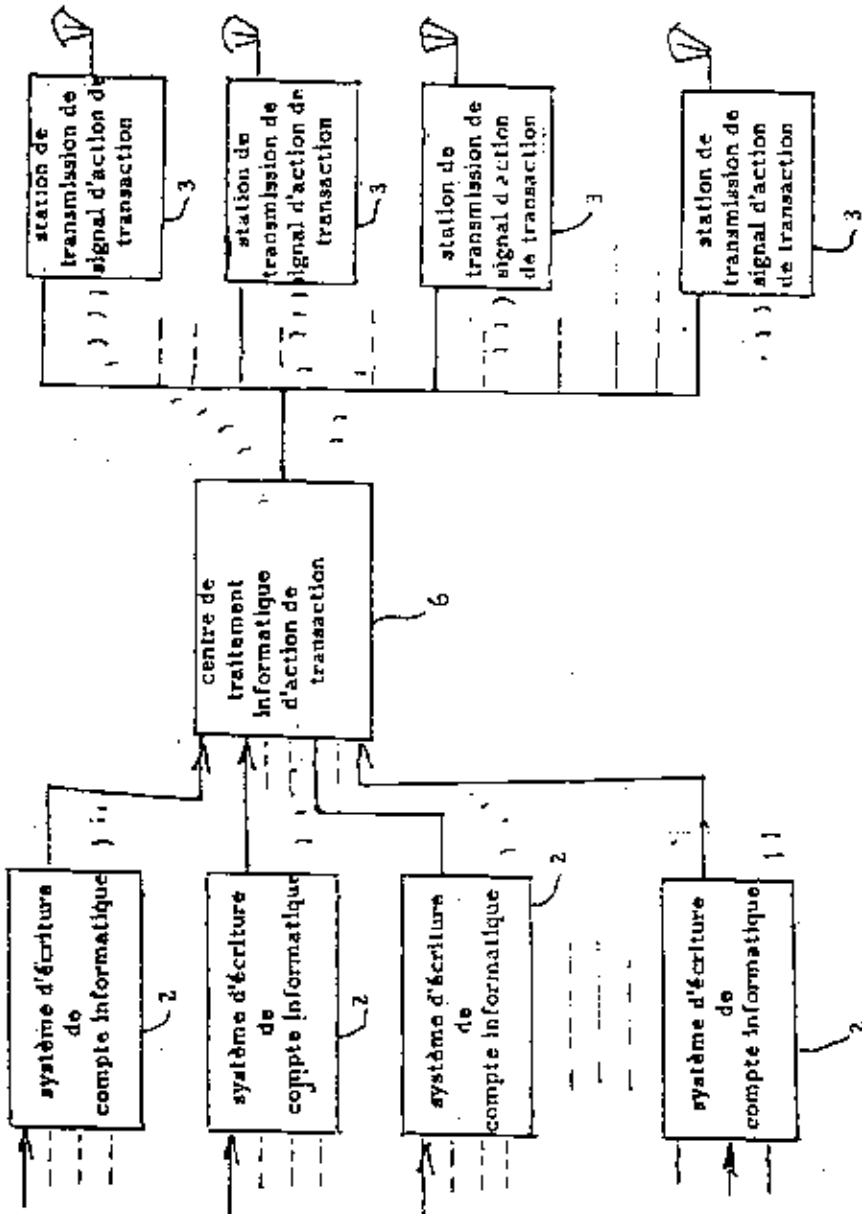 station de
transmission de
signal d'action de
transaction
3
station de
transmission de
signal d'action de
transaction
3
station de
transmission de
signal d'action
de transaction
3
station de
transmission de
signal d'action
de transaction
3
centre de
traitement
informatique
d'action de
transaction
6
système d'écriture
de
compte informatique
2
système d'écriture
de
compte informatique
2
système d'écriture
de
compte informatique
2
système d'écriture
de
compte informatique
2